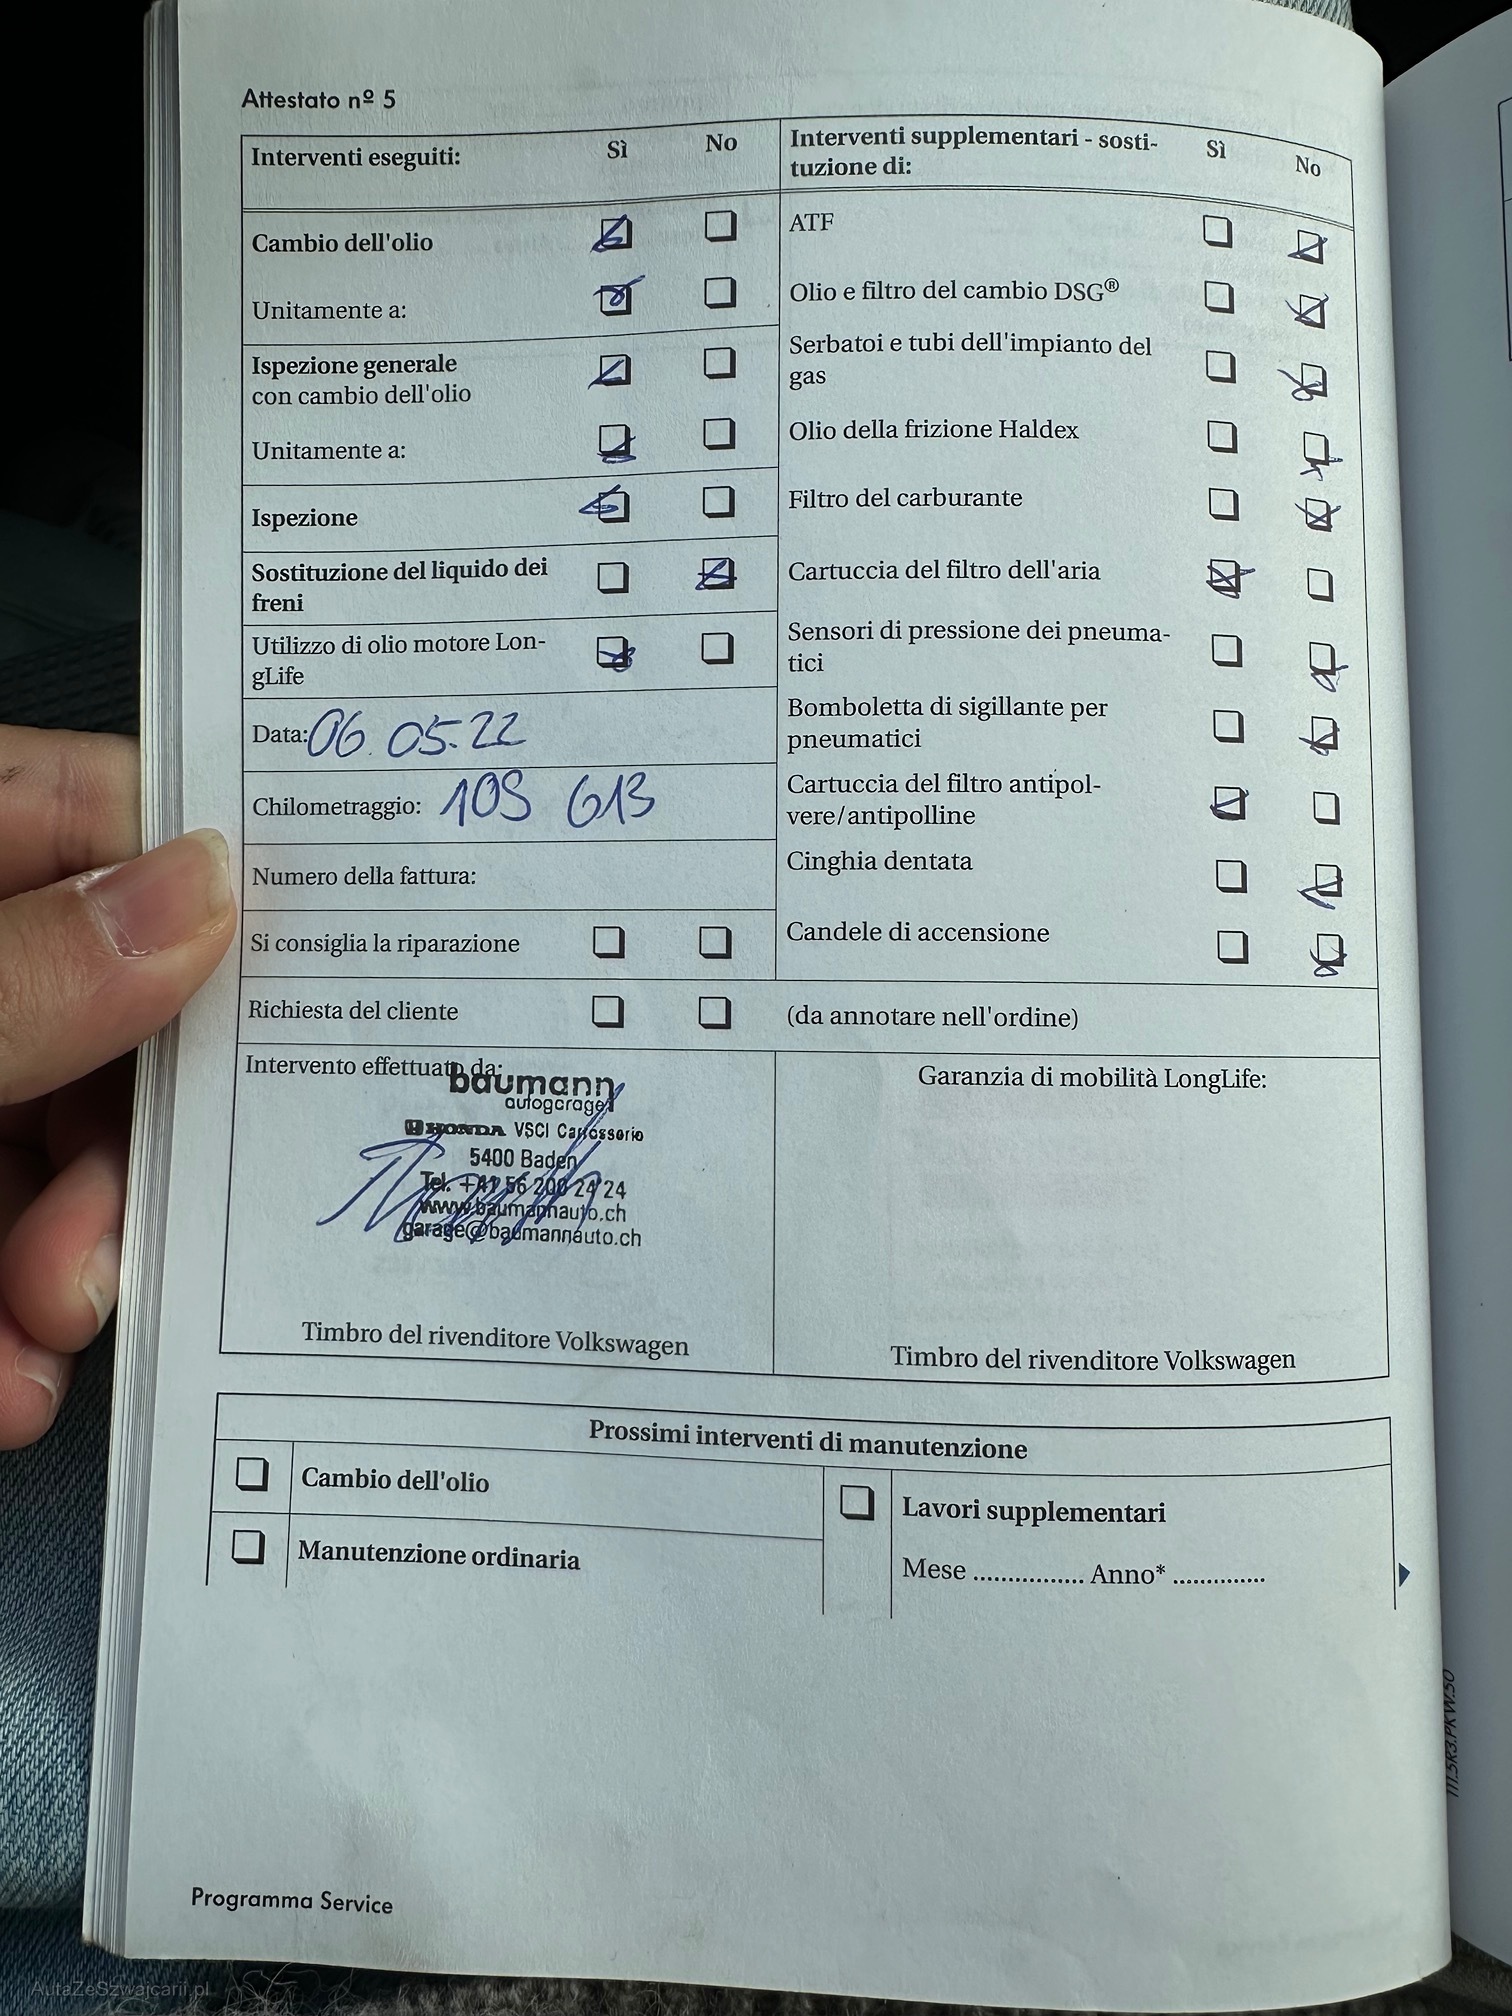 Attestato nº 5
Interventi eseguiti: Sì No
Cambio dell'olio
Unitamente a:
Ispezione generale
con cambio dell'olio
Unitamente a:
Ispezione
Sostituzione del liquido dei
freni
Utilizzo di olio motore Lon-
gLife
Data: 06.05.22
Chilometraggio: 109 613
Numero della fattura:
Si consiglia la riparazione
Richiesta del cliente
Interventi supplementari - sosti- Sì No
tuzione di:
ATF
Olio e filtro del cambio DSG®
Serbatoi e tubi dell'impianto del
gas
Olio della frizione Haldex
Filtro del carburante
Cartuccia del filtro dell'aria
Sensori di pressione dei pneuma-
tici
Bomboletta di sigillante per
pneumatici
Cartuccia del filtro antipol-
vere/antipolline
Cinghia dentata
Candele di accensione
(da annotare nell'ordine)
Intervento effettuato da:
baumann
autogarage
HONDA VSCI Carrosserie
5400 Baden
Tel. +41 56 200 24 24
www.baumannauto.ch
garage@baumannauto.ch
Timbro del rivenditore Volkswagen
Garanzia di mobilità LongLife:
Timbro del rivenditore Volkswagen
Prossimi interventi di manutenzione
Cambio dell'olio
Manutenzione ordinaria
Lavori supplementari
Mese ................ Anno* ..............
111.5R3.PKW.50
Programma Service
AutaZeSzwajcarii.pl